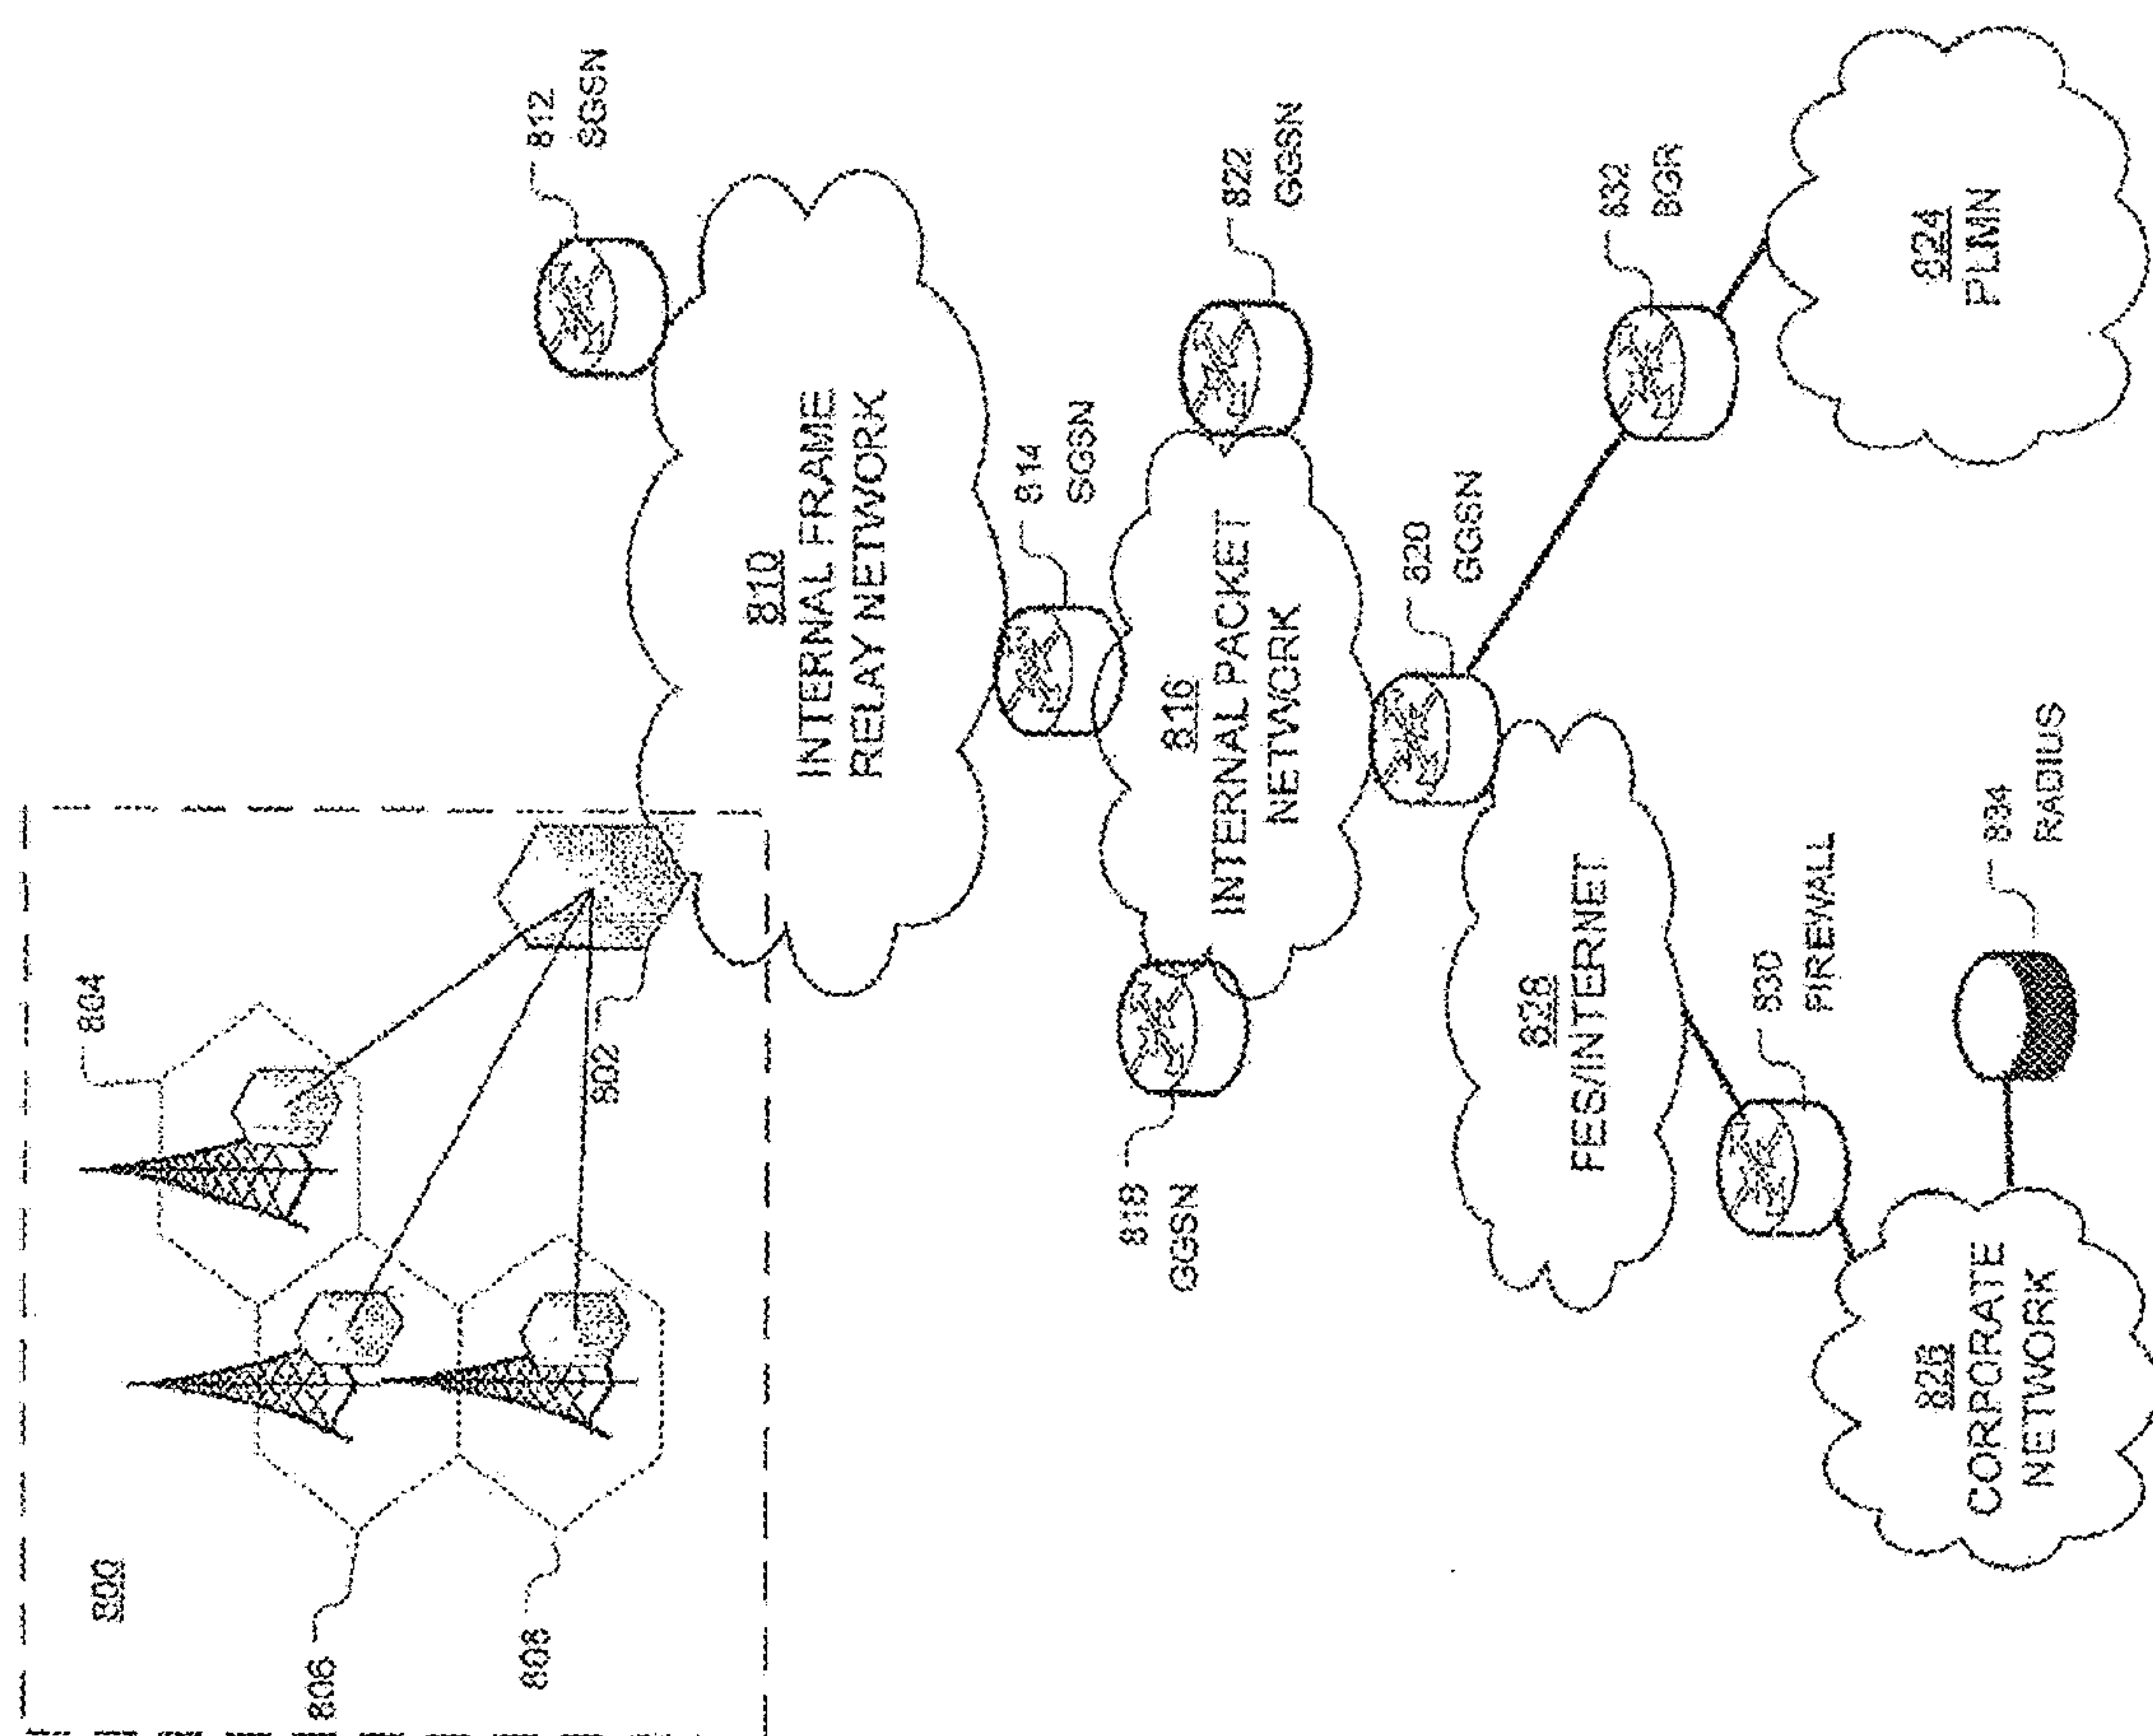 800
804
806
808
802
812
SGSN
810
INTERNAL FRAME
RELAY NETWORK
814
SGSN
816
INTERNAL PACKET
NETWORK
818
GGSN
822
GGSN
820
GGSN
828
FES/INTERNET
832
BGR
824
PLMN
830
FIREWALL
834
RADIUS
826
CORPORATE
NETWORK